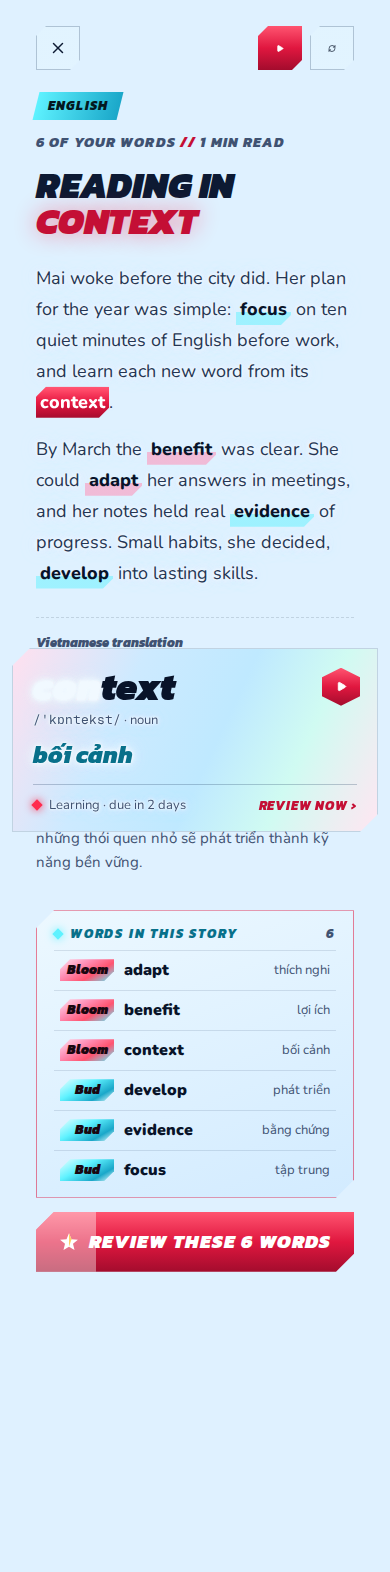 ENGLISH
6 OF YOUR WORDS // 1 MIN READ
READING IN
CONTEXT
Mai woke before the city did. Her plan
for the year was simple: focus on ten
quiet minutes of English before work,
and learn each new word from its
context.
By March the benefit was clear. She
could adapt her answers in meetings,
and her notes held real evidence of
progress. Small habits, she decided,
develop into lasting skills.
Vietnamese translation
context
/ˈkɒntekst/ · noun
bối cảnh
Learning · due in 2 days REVIEW NOW ›
những thói quen nhỏ sẽ phát triển thành kỹ
năng bền vững.
WORDS IN THIS STORY 6
Bloom adapt thích nghi
Bloom benefit lợi ích
Bloom context bối cảnh
Bud develop phát triển
Bud evidence bằng chứng
Bud focus tập trung
REVIEW THESE 6 WORDS